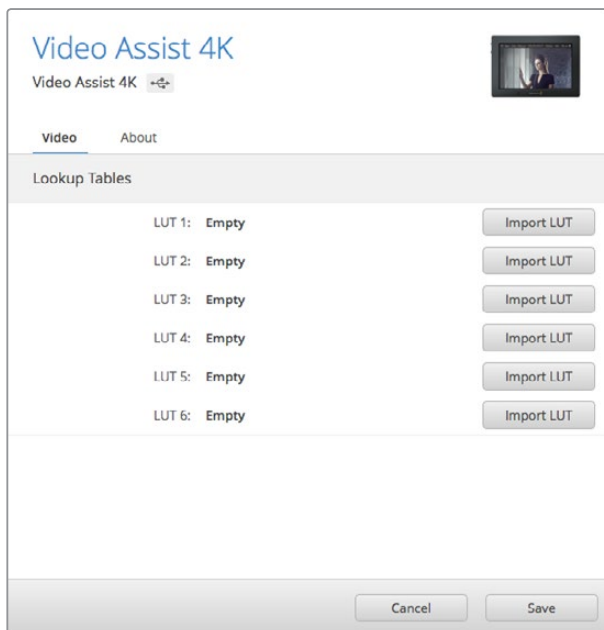 Video Assist 4K
Video Assist 4K
Video About
Lookup Tables
LUT 1: Empty Import LUT
LUT 2: Empty Import LUT
LUT 3: Empty Import LUT
LUT 4: Empty Import LUT
LUT 5: Empty Import LUT
LUT 6: Empty Import LUT
Cancel Save